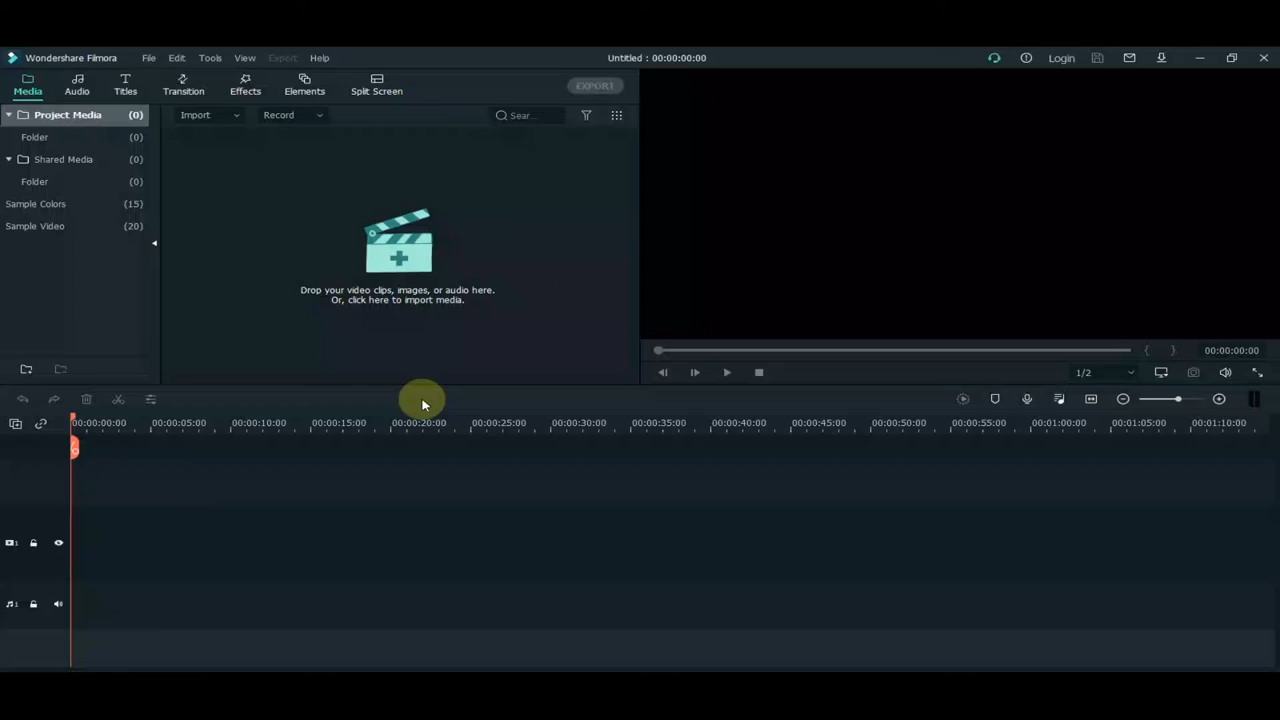 Wondershare Filmora File Edit Tools View Export Help Untitled : 00:00:00:00 Login
Media Audio Titles Transition Effects Elements Split Screen EXPORT
Project Media (0) Import Record Sear...
Folder (0)
Shared Media (0)
Folder (0)
Sample Colors (15)
Sample Video (20)
Drop your video clips, images, or audio here.
Or, click here to import media.
00:00:00:00
1/2
00:00:00:00 00:00:05:00 00:00:10:00 00:00:15:00 00:00:20:00 00:00:25:00 00:00:30:00 00:00:35:00 00:00:40:00 00:00:45:00 00:00:50:00 00:00:55:00 00:01:00:00 00:01:05:00 00:01:10:00
1
1